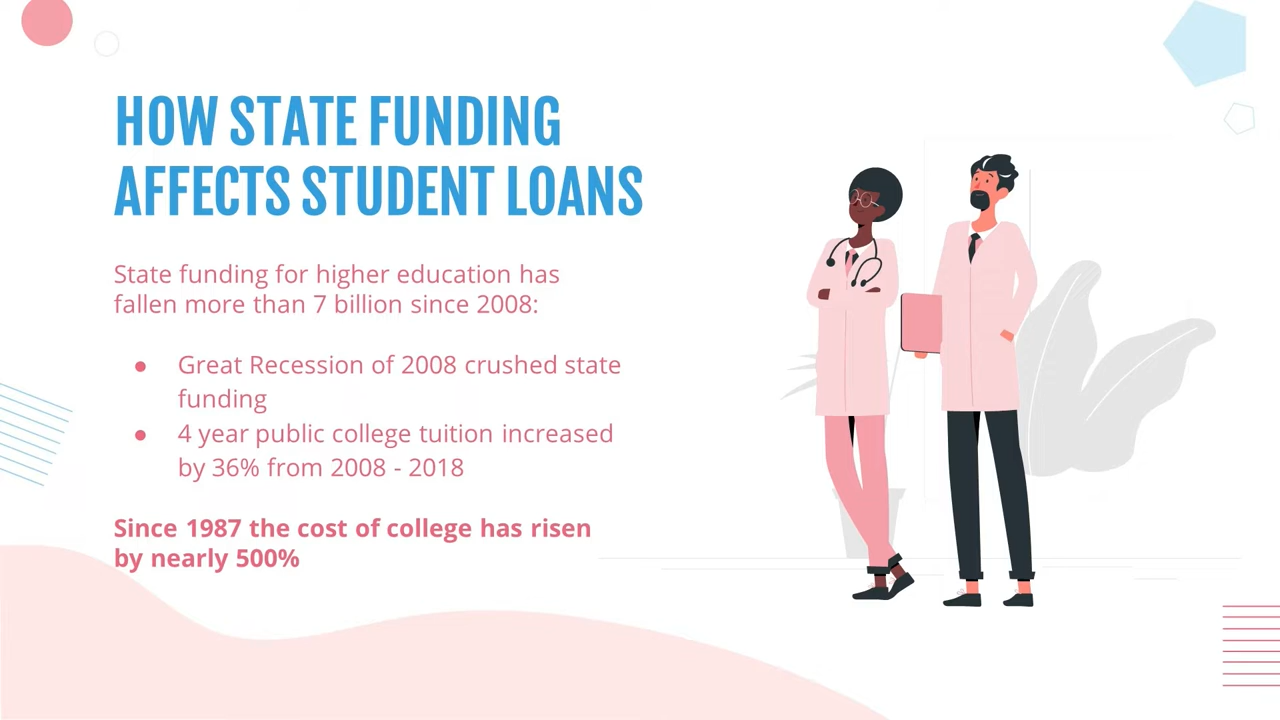 HOW STATE FUNDING
AFFECTS STUDENT LOANS
State funding for higher education has
fallen more than 7 billion since 2008:
● Great Recession of 2008 crushed state
funding
● 4 year public college tuition increased
by 36% from 2008 - 2018
Since 1987 the cost of college has risen
by nearly 500%